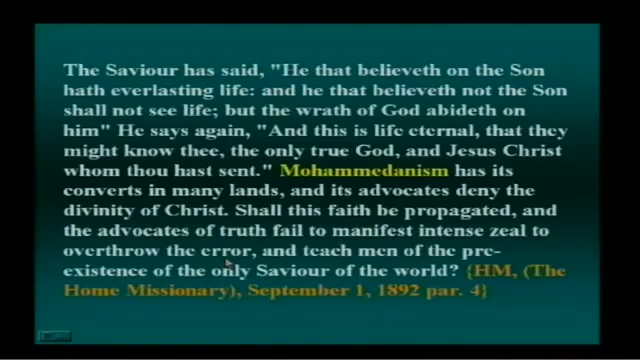 The Saviour has said, "He that believeth on the Son
hath everlasting life: and he that believeth not the Son
shall not see life; but the wrath of God abideth on
him" He says again, "And this is life eternal, that they
might know thee, the only true God, and Jesus Christ
whom thou hast sent." Mohammedanism has its
converts in many lands, and its advocates deny the
divinity of Christ. Shall this faith be propagated, and
the advocates of truth fail to manifest intense zeal to
overthrow the error, and teach men of the pre-
existence of the only Saviour of the world? {HM, (The
Home Missionary), September 1, 1892 par. 4}